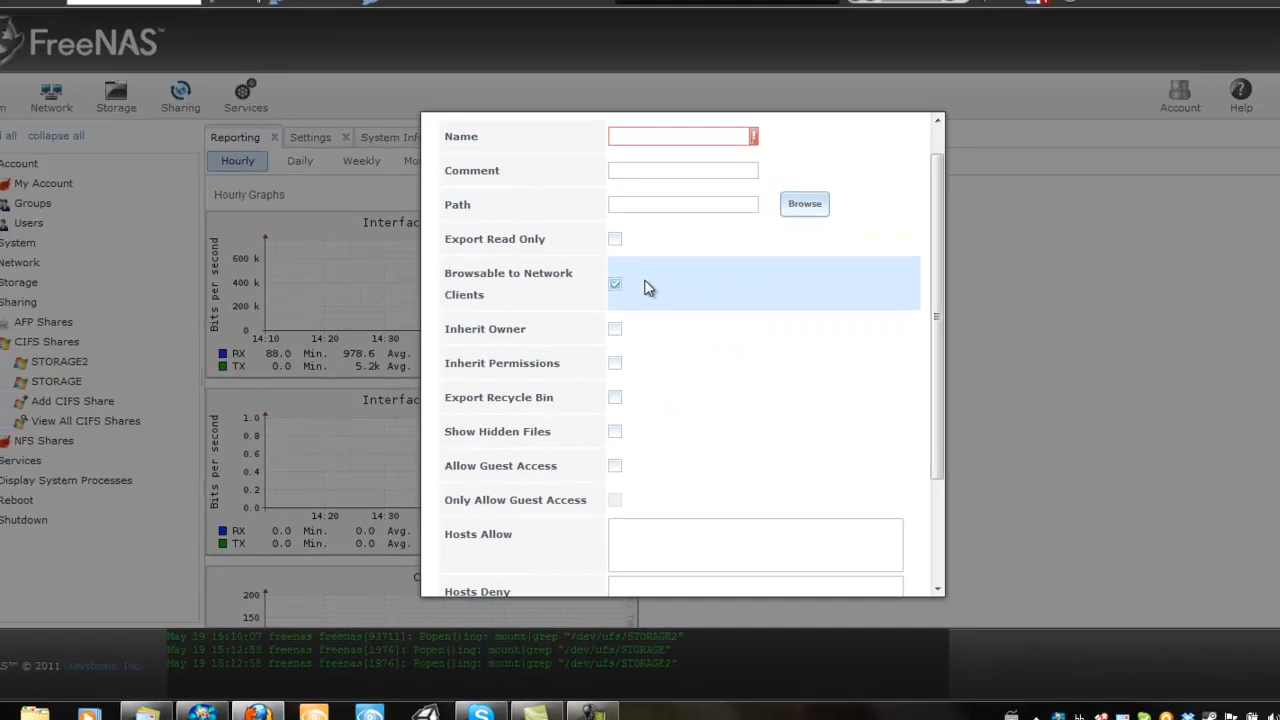 FreeNAS™
Network
Storage
Sharing
Services
Account
Help
all
collapse all
Reporting
Settings
System Inf
Hourly
Daily
Weekly
Mo
Account
My Account
Groups
Users
System
Network
Storage
Sharing
AFP Shares
CIFS Shares
STORAGE2
STORAGE
Add CIFS Share
View All CIFS Shares
NFS Shares
Services
Display System Processes
Reboot
Shutdown
Hourly Graphs
Interfac
Bits per second
600 k
400 k
200 k
0
14:10
14:20
14:30
RX 88.0 Min. 978.6 Avg.
TX 0.0 Min. 5.2k Avg.
Interfac
Bits per second
1.0
0.8
0.6
0.4
0.2
0.0
14:20
14:30
RX 0.0 Min. 0.0 Avg.
TX 0.0 Min. 0.0 Avg.
C
200
150
Name
Comment
Path
Browse
Export Read Only
Browsable to Network
Clients
Inherit Owner
Inherit Permissions
Export Recycle Bin
Show Hidden Files
Allow Guest Access
Only Allow Guest Access
Hosts Allow
Hosts Deny
May 19 15:10:07 freenas freenas[93711]: Popen()ing: mount|grep "/dev/ufs/STORAGE2"
May 19 15:12:58 freenas freenas[1976]: Popen()ing: mount|grep "/dev/ufs/STORAGE"
May 19 15:12:58 freenas freenas[1976]: Popen()ing: mount|grep "/dev/ufs/STORAGE2"
AS™ © 2011 iXsystems, Inc.